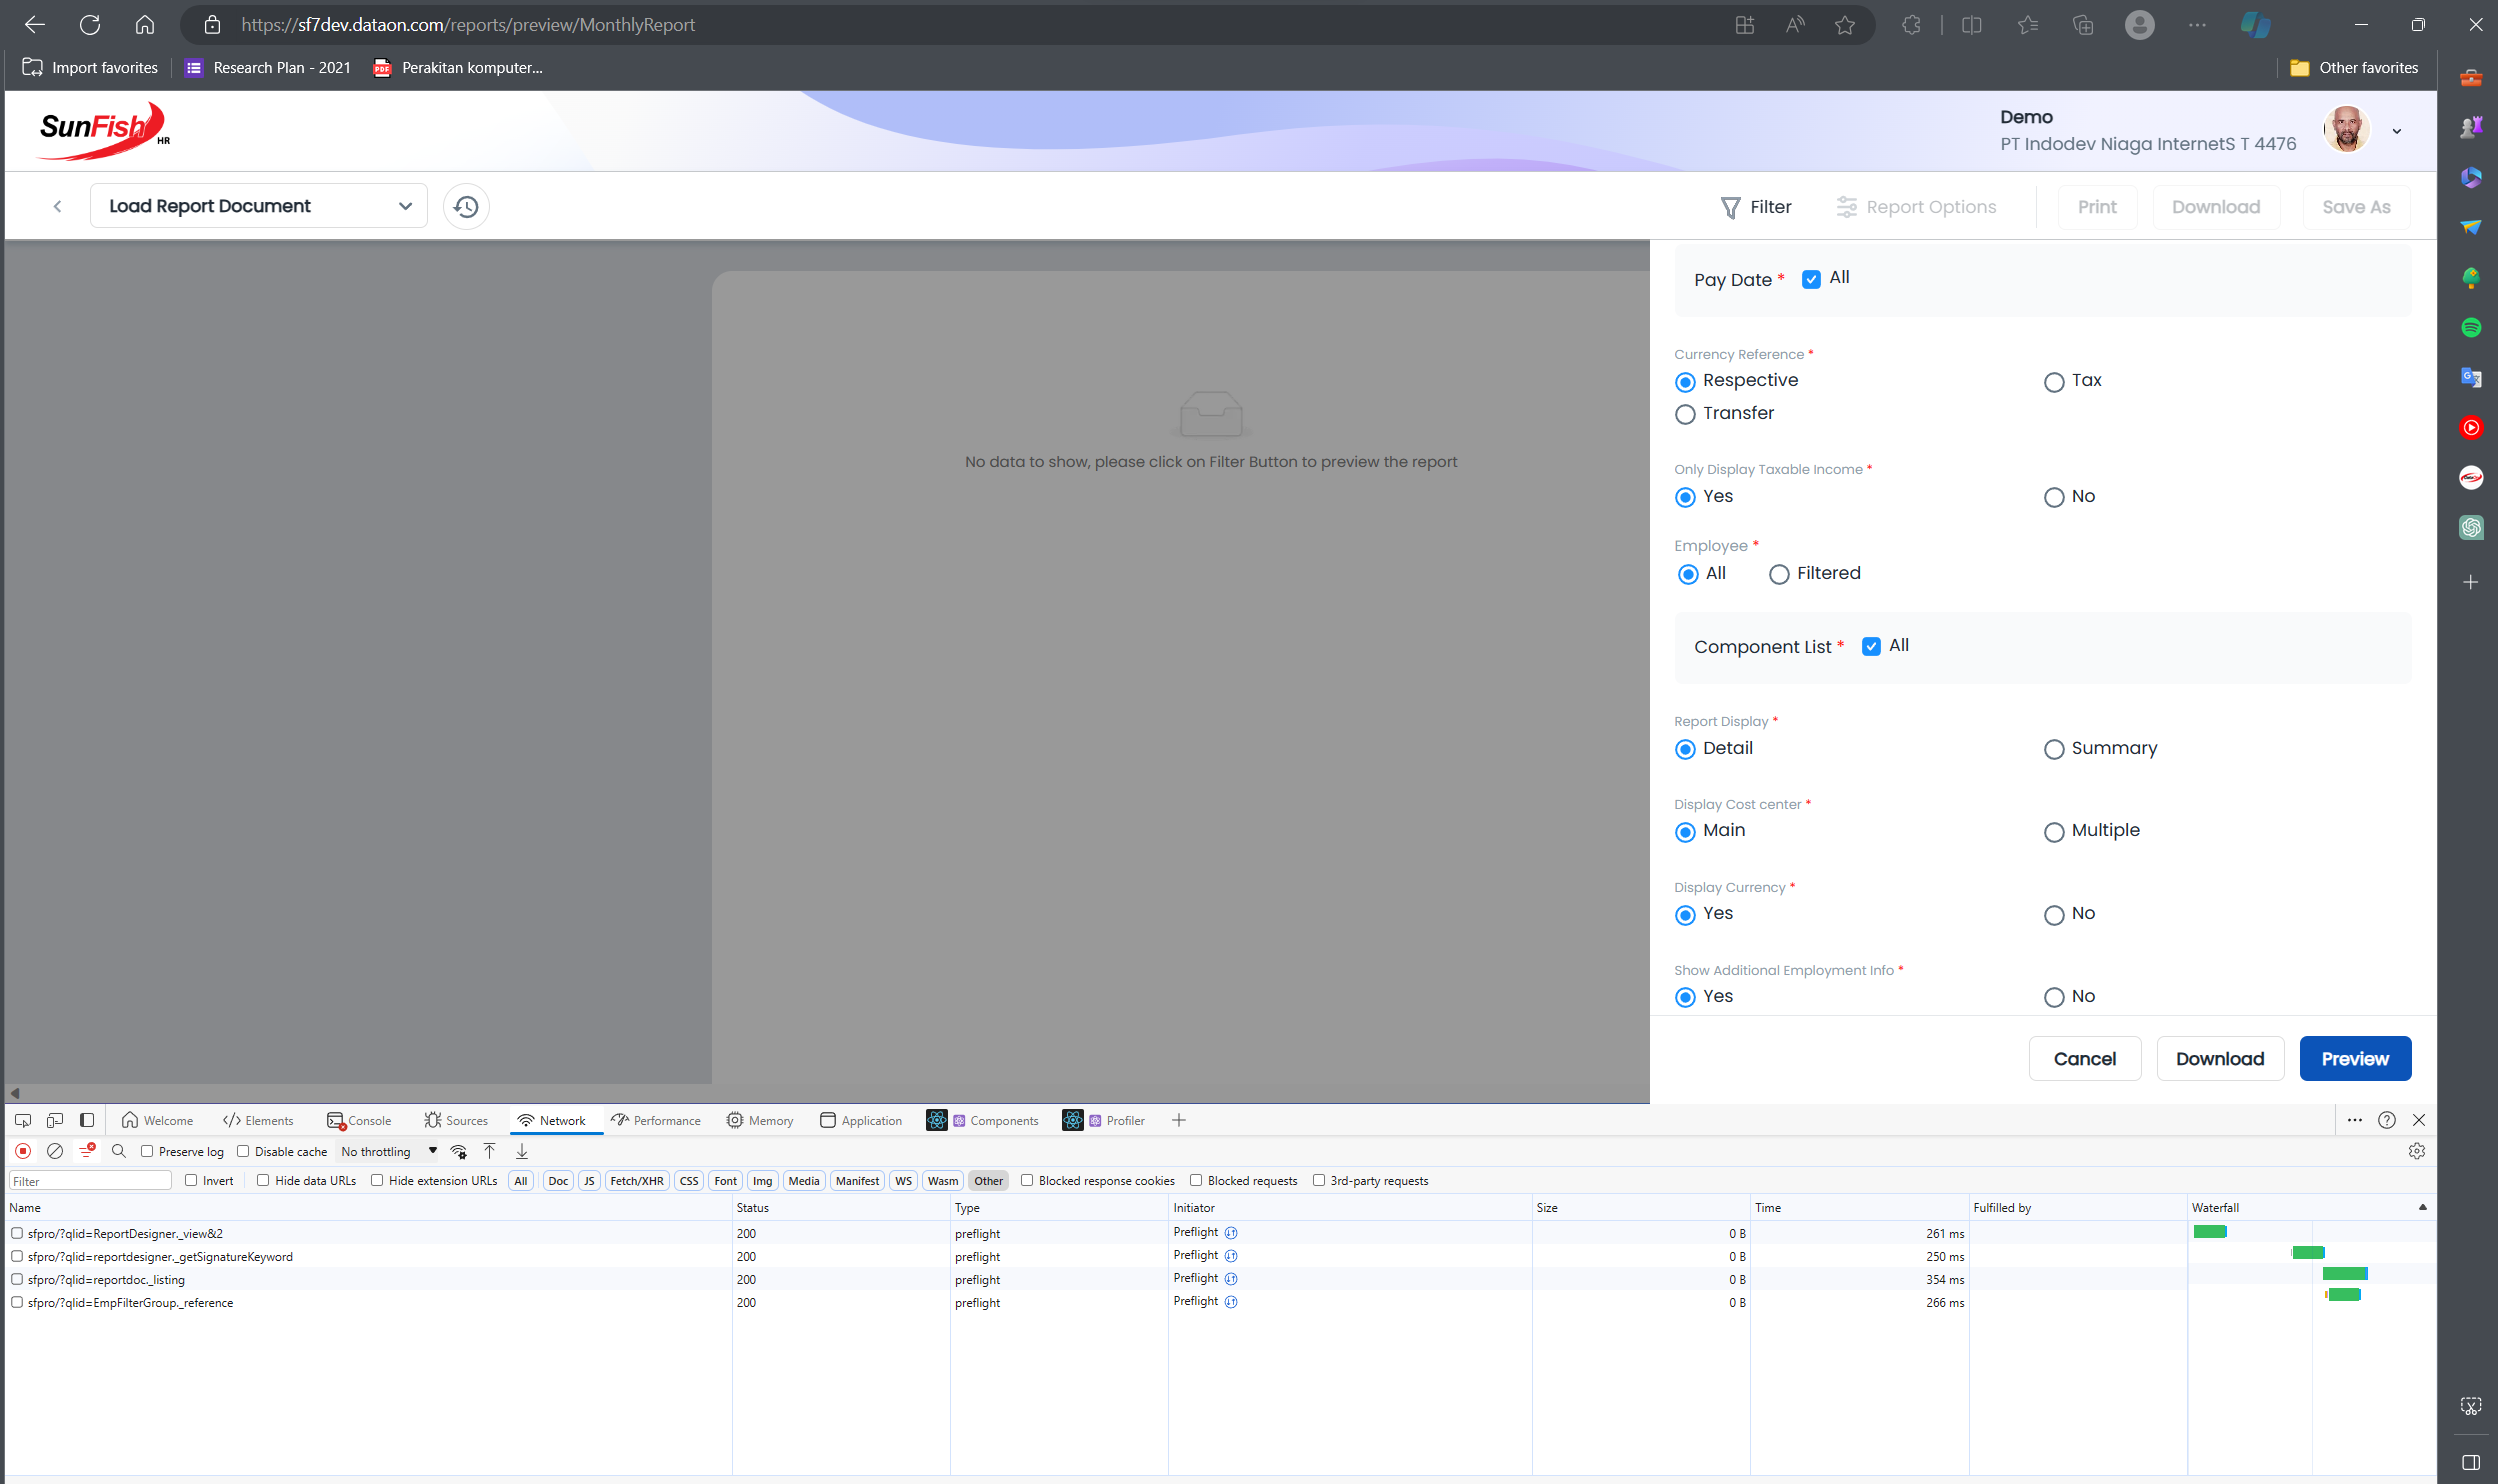 https://sf7dev.dataon.com/reports/preview/MonthlyReport
Import favorites
Research Plan - 2021
Perakitan komputer...
Other favorites
SunFish HR
Demo
PT Indodev Niaga InternetS T 4476
Load Report Document
Filter
Report Options
Print
Download
Save As
No data to show, please click on Filter Button to preview the report
Pay Date * All
Currency Reference *
Respective Tax
Transfer
Only Display Taxable Income *
Yes No
Employee *
All Filtered
Component List * All
Report Display *
Detail Summary
Display Cost center *
Main Multiple
Display Currency *
Yes No
Show Additional Employment Info *
Yes No
Cancel Download Preview
Welcome Elements Console Sources Network Performance Memory Application Components Profiler
Preserve log Disable cache No throttling
Filter Invert Hide data URLs Hide extension URLs All Doc JS Fetch/XHR CSS Font Img Media Manifest WS Wasm Other Blocked response cookies Blocked requests 3rd-party requests
Name Status Type Initiator Size Time Fulfilled by Waterfall
sfpro/?qlid=ReportDesigner._view&2 200 preflight Preflight 0 B 261 ms
sfpro/?qlid=reportdesigner._getSignatureKeyword 200 preflight Preflight 0 B 250 ms
sfpro/?qlid=reportdoc._listing 200 preflight Preflight 0 B 354 ms
sfpro/?qlid=EmpFilterGroup._reference 200 preflight Preflight 0 B 266 ms